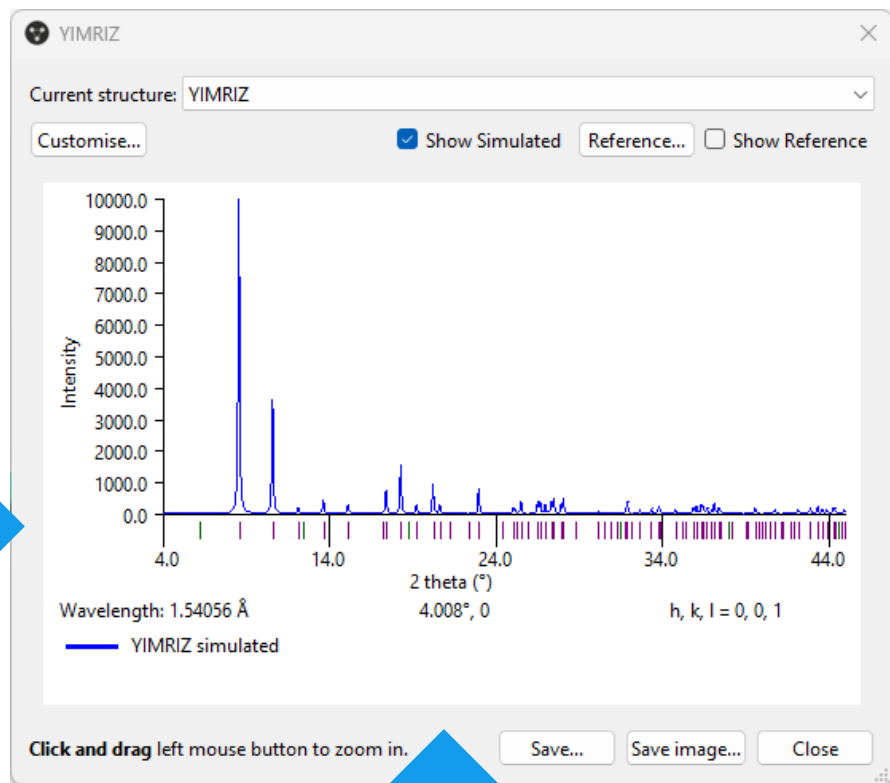 YIMRIZ
Current structure: YIMRIZ
Customise... Show Simulated Reference... Show Reference
10000.0
9000.0
8000.0
7000.0
6000.0
5000.0
4000.0
3000.0
2000.0
1000.0
0.0
Intensity
4.0 14.0 24.0 34.0 44.0
2 theta (°)
Wavelength: 1.54056 Å 4.008°, 0 h, k, l = 0, 0, 1
YIMRIZ simulated
Click and drag left mouse button to zoom in. Save... Save image... Close